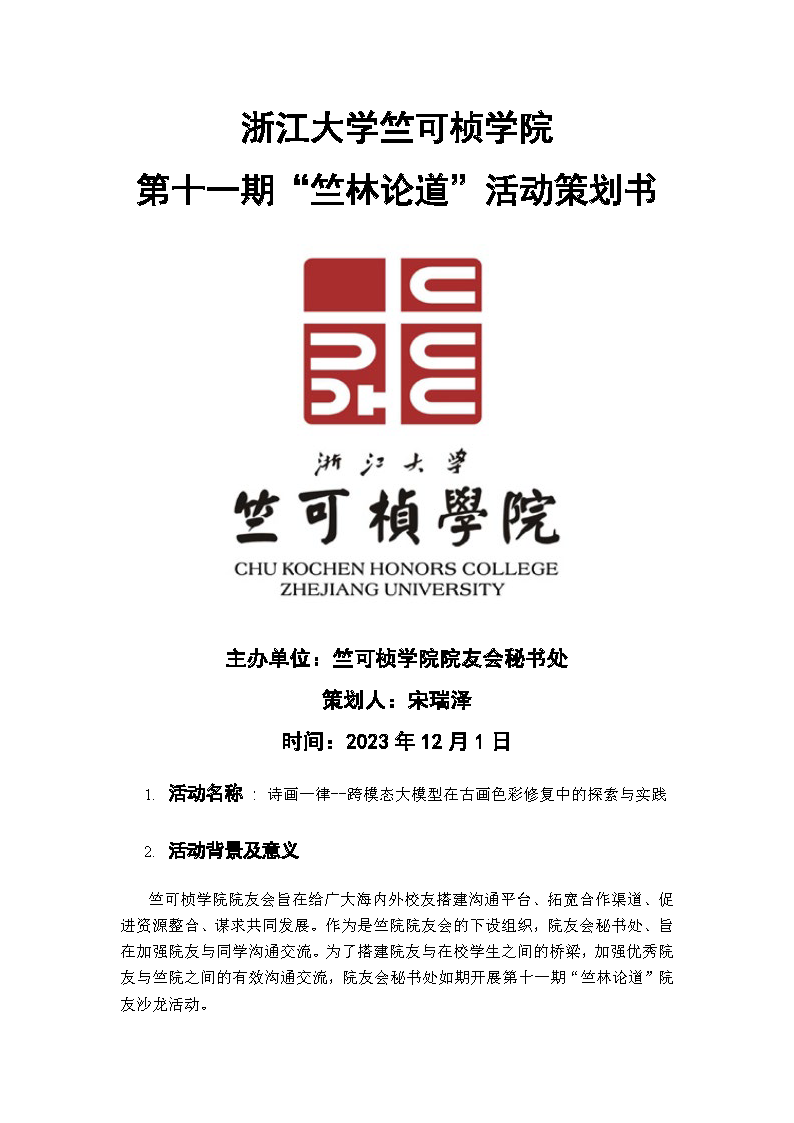 浙江大学竺可桢学院
第十一期“竺林论道”活动策划书
浙江大学
竺可桢學院
CHU KOCHEN HONORS COLLEGE
ZHEJIANG UNIVERSITY
主办单位：竺可桢学院院友会秘书处
策划人：宋瑞泽
时间：2023 年 12 月 1 日
1. 活动名称 : 诗画一律--跨模态大模型在古画色彩修复中的探索与实践
2. 活动背景及意义
竺可桢学院院友会旨在给广大海内外校友搭建沟通平台、拓宽合作渠道、促
进资源整合、谋求共同发展。作为是竺院院友会的下设组织，院友会秘书处、旨
在加强院友与同学沟通交流。为了搭建院友与在校学生之间的桥梁，加强优秀院
友与竺院之间的有效沟通交流，院友会秘书处如期开展第十一期“竺林论道”院
友沙龙活动。